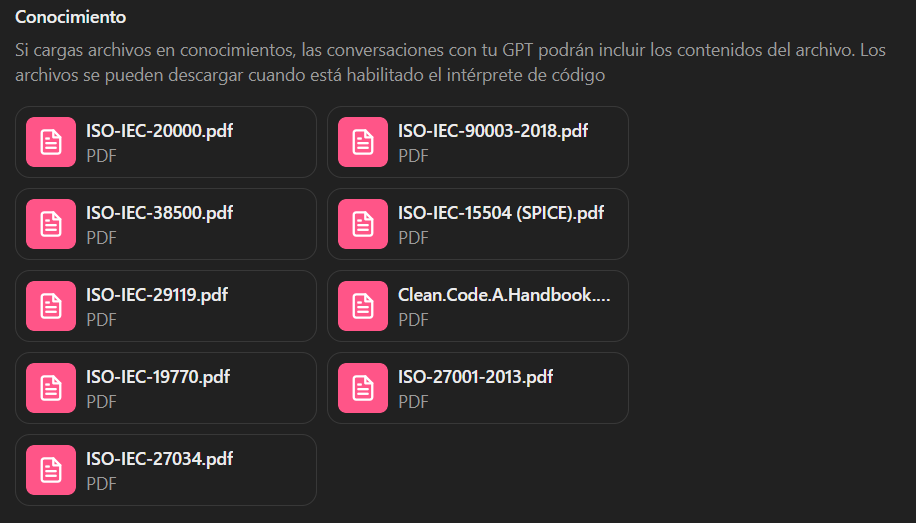 Conocimiento
Si cargas archivos en conocimientos, las conversaciones con tu GPT podrán incluir los contenidos del archivo. Los
archivos se pueden descargar cuando está habilitado el intérprete de código
ISO-IEC-20000.pdf
PDF
ISO-IEC-90003-2018.pdf
PDF
ISO-IEC-38500.pdf
PDF
ISO-IEC-15504 (SPICE).pdf
PDF
ISO-IEC-29119.pdf
PDF
Clean.Code.A.Handbook....
PDF
ISO-IEC-19770.pdf
PDF
ISO-27001-2013.pdf
PDF
ISO-IEC-27034.pdf
PDF